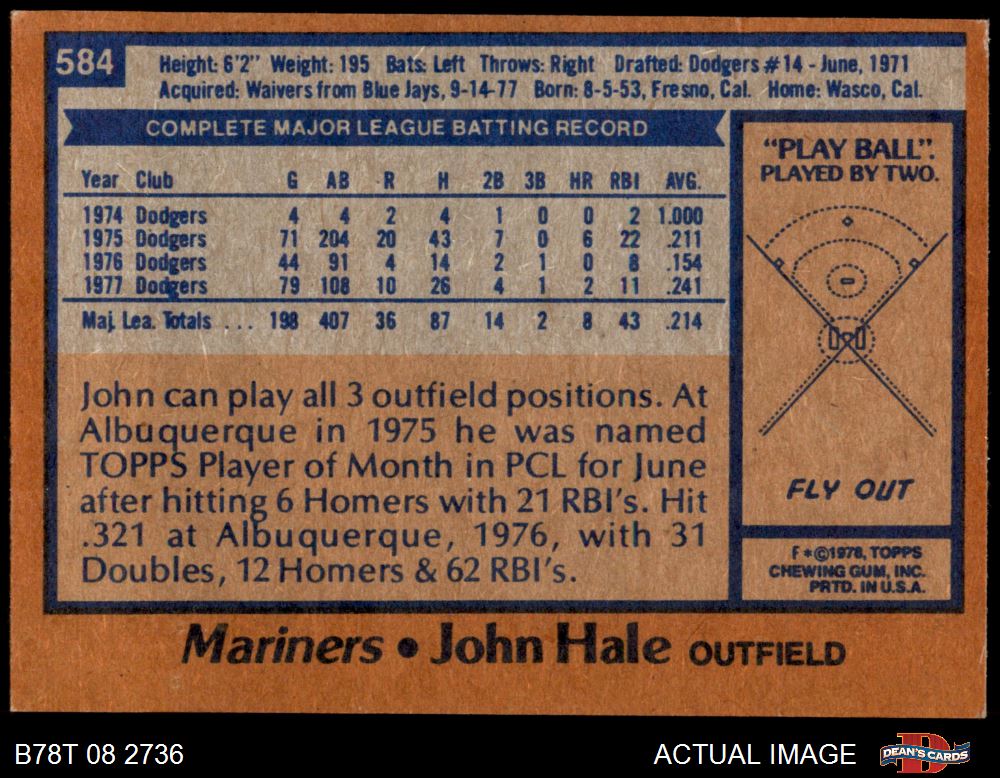 584
Height: 6'2" Weight: 195 Bats: Left Throws: Right Drafted: Dodgers #14 - June, 1971
Acquired: Waivers from Blue Jays, 9-14-77 Born: 8-5-53, Fresno, Cal. Home: Wasco, Cal.
COMPLETE MAJOR LEAGUE BATTING RECORD
Year Club G AB R H 2B 3B HR RBI AVG.
1974 Dodgers 4 4 2 4 1 0 0 2 1.000
1975 Dodgers 71 204 20 43 7 0 6 22 .211
1976 Dodgers 44 91 4 14 2 1 0 8 .154
1977 Dodgers 79 108 10 26 4 1 2 11 .241
Maj. Lea. Totals ... 198 407 36 87 14 2 8 43 .214
John can play all 3 outfield positions. At
Albuquerque in 1975 he was named
TOPPS Player of Month in PCL for June
after hitting 6 Homers with 21 RBI's. Hit
.321 at Albuquerque, 1976, with 31
Doubles, 12 Homers & 62 RBI's.
"PLAY BALL".
PLAYED BY TWO.
FLY OUT
F*©1978, TOPPS
CHEWING GUM, INC.
PRTD. IN U.S.A.
Mariners • John Hale OUTFIELD
B78T 08 2736
ACTUAL IMAGE
DEAN'S CARDS